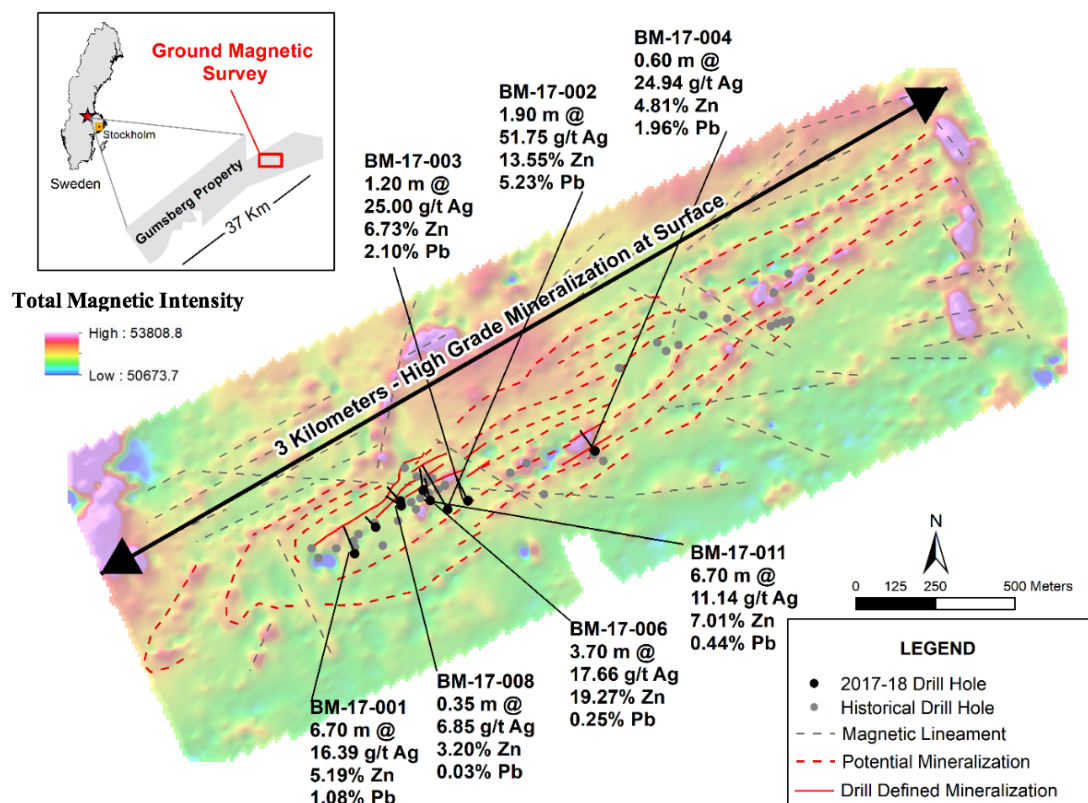 Ground Magnetic
Survey
Stockholm
Sweden
Gumsberg Property
37 Km
Total Magnetic Intensity
High : 53808.8
Low : 50673.7
BM-17-003
1.20 m @
25.00 g/t Ag
6.73% Zn
2.10% Pb
BM-17-002
1.90 m @
51.75 g/t Ag
13.55% Zn
5.23% Pb
BM-17-004
0.60 m @
24.94 g/t Ag
4.81% Zn
1.96% Pb
3 Kilometers - High Grade Mineralization at Surface
BM-17-001
6.70 m @
16.39 g/t Ag
5.19% Zn
1.08% Pb
BM-17-008
0.35 m @
6.85 g/t Ag
3.20% Zn
0.03% Pb
BM-17-006
3.70 m @
17.66 g/t Ag
19.27% Zn
0.25% Pb
BM-17-011
6.70 m @
11.14 g/t Ag
7.01% Zn
0.44% Pb
N
0 125 250 500 Meters
LEGEND
2017-18 Drill Hole
Historical Drill Hole
Magnetic Lineament
Potential Mineralization
Drill Defined Mineralization